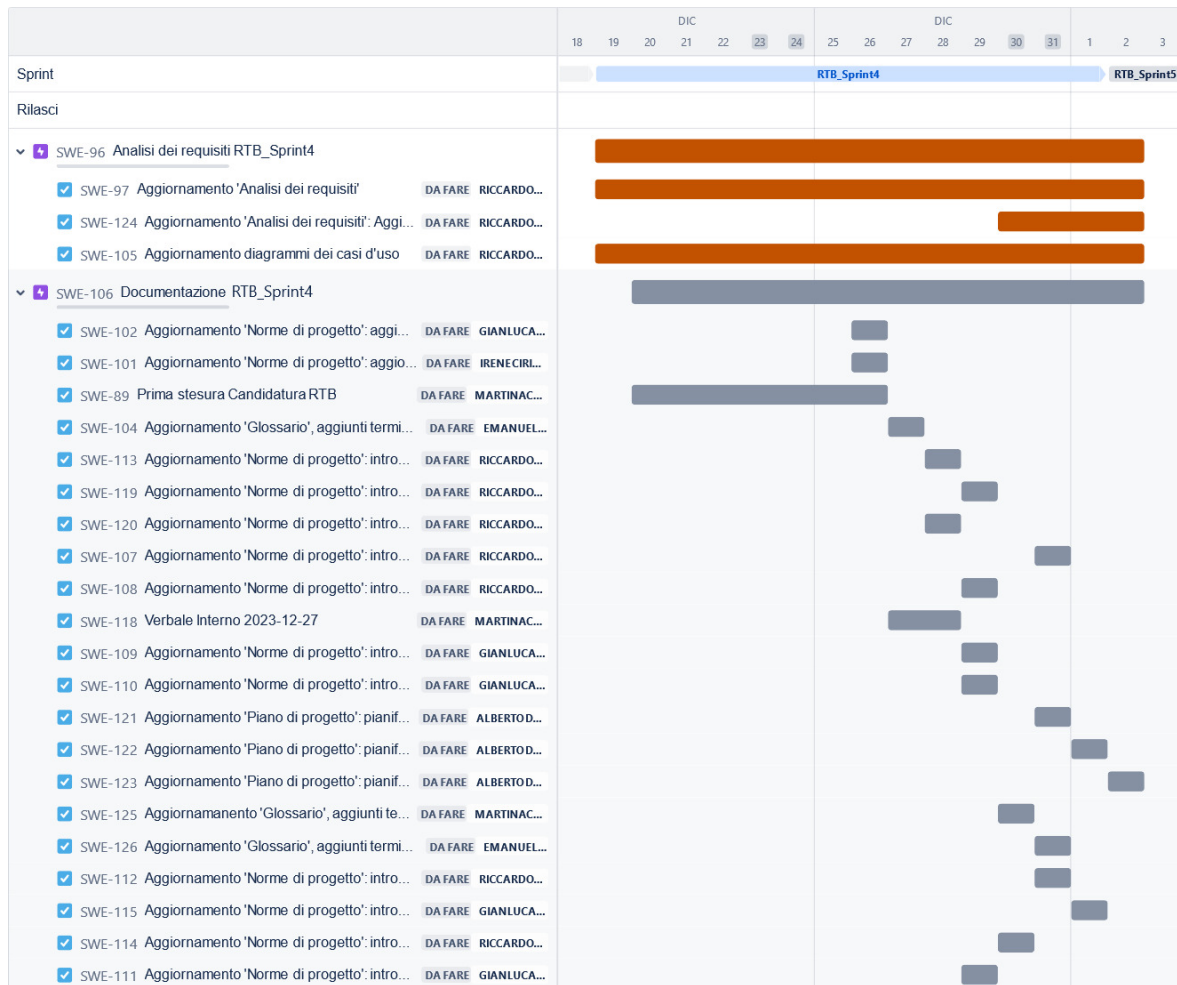 DIC DIC
18 19 20 21 22 23 24 25 26 27 28 29 30 31 1 2 3
Sprint RTB_Sprint4 RTB_Sprint5
Rilasci
SWE-96 Analisi dei requisiti RTB_Sprint4
SWE-97 Aggiornamento 'Analisi dei requisiti' DA FARE RICCARDO...
SWE-124 Aggiornamento 'Analisi dei requisiti': Aggi... DA FARE RICCARDO...
SWE-105 Aggiornamento diagrammi dei casi d'uso DA FARE RICCARDO...
SWE-106 Documentazione RTB_Sprint4
SWE-102 Aggiornamento 'Norme di progetto': aggi... DA FARE GIANLUCA...
SWE-101 Aggiornamento 'Norme di progetto': aggio... DA FARE IRENECIRI...
SWE-89 Prima stesura Candidatura RTB DA FARE MARTINAC...
SWE-104 Aggiornamento 'Glossario', aggiunti termi... DA FARE EMANUEL...
SWE-113 Aggiornamento 'Norme di progetto': intro... DA FARE RICCARDO...
SWE-119 Aggiornamento 'Norme di progetto': intro... DA FARE RICCARDO...
SWE-120 Aggiornamento 'Norme di progetto': intro... DA FARE RICCARDO...
SWE-107 Aggiornamento 'Norme di progetto': intro... DA FARE RICCARDO...
SWE-108 Aggiornamento 'Norme di progetto': intro... DA FARE RICCARDO...
SWE-118 Verbale Interno 2023-12-27 DA FARE MARTINAC...
SWE-109 Aggiornamento 'Norme di progetto': intro... DA FARE GIANLUCA...
SWE-110 Aggiornamento 'Norme di progetto': intro... DA FARE GIANLUCA...
SWE-121 Aggiornamento 'Piano di progetto': pianif... DA FARE ALBERTO D...
SWE-122 Aggiornamento 'Piano di progetto': pianif... DA FARE ALBERTO D...
SWE-123 Aggiornamento 'Piano di progetto': pianif... DA FARE ALBERTO D...
SWE-125 Aggiornamanento 'Glossario', aggiunti te... DA FARE MARTINAC...
SWE-126 Aggiornamento 'Glossario', aggiunti termi... DA FARE EMANUEL...
SWE-112 Aggiornamento 'Norme di progetto': intro... DA FARE RICCARDO...
SWE-115 Aggiornamento 'Norme di progetto': intro... DA FARE GIANLUCA...
SWE-114 Aggiornamento 'Norme di progetto': intro... DA FARE RICCARDO...
SWE-111 Aggiornamento 'Norme di progetto': intro... DA FARE GIANLUCA...